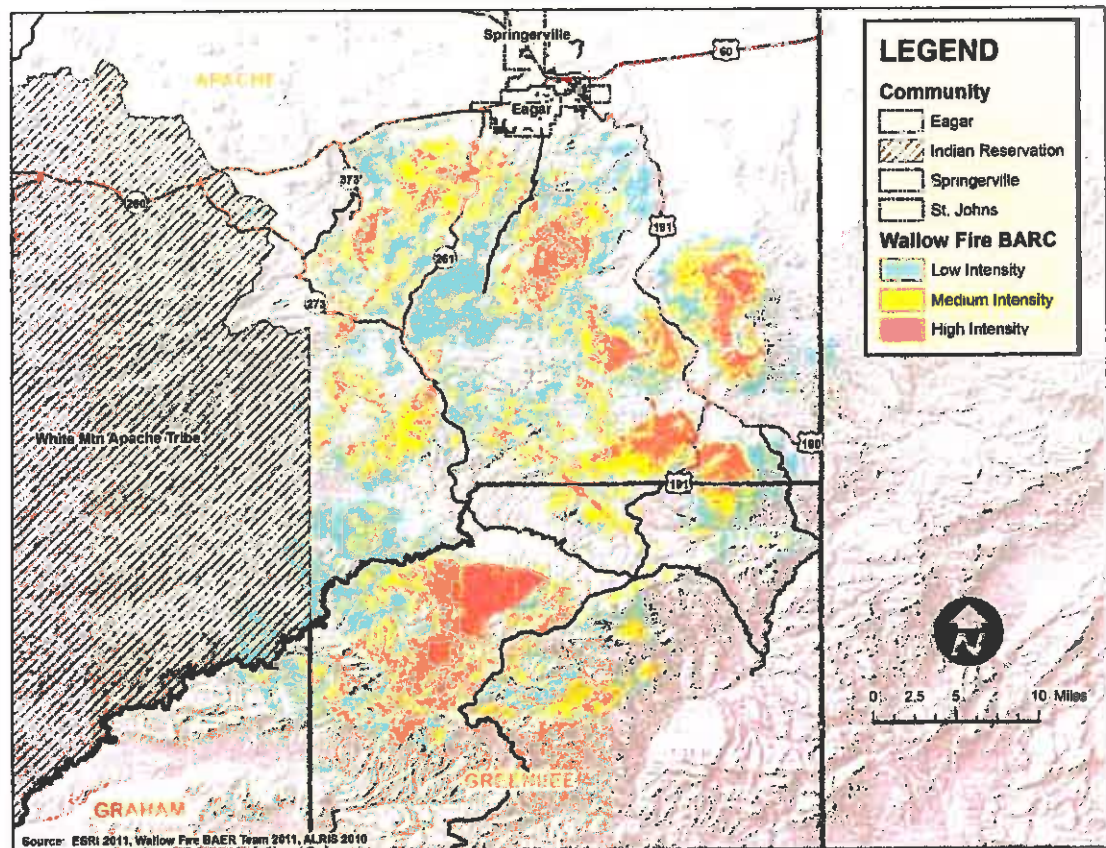 Springerville
60
APACHE
Eagar
373
260
261
191
273
White Mtn Apache Tribe
180
191
GREENLEE
GRAHAM
LEGEND
Community
Eagar
Indian Reservation
Springerville
St. Johns
Wallow Fire BARC
Low Intensity
Medium Intensity
High Intensity
N
0 2.5 5 10 Miles
Source: ESRI 2011, Wallow Fire BAER Team 2011, ALRIS 2010